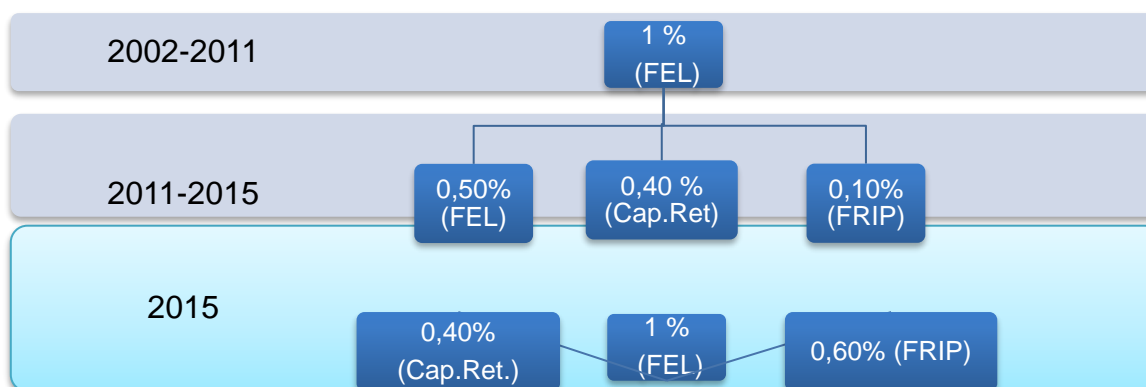 2002-2011
1 %
(FEL)
2011-2015
0,50%
(FEL)
0,40 %
(Cap.Ret)
0,10%
(FRIP)
2015
0,40%
(Cap.Ret.)
1 %
(FEL)
0,60% (FRIP)